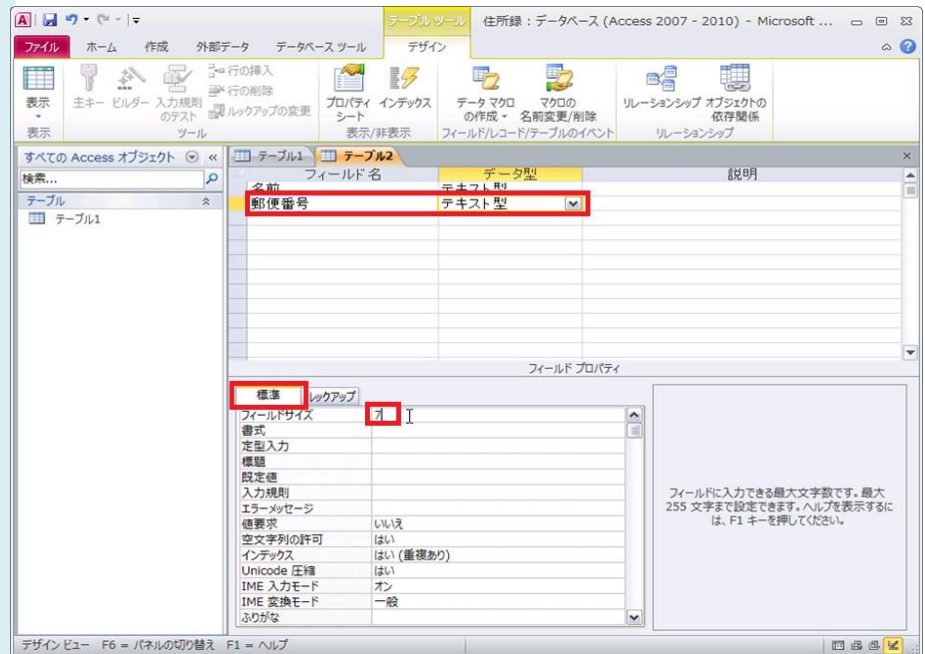 テーブル ツール 住所録 : データベース (Access 2007 - 2010) - Microsoft ...
ファイル ホーム 作成 外部データ データベース ツール デザイン
表示 主キー ビルダー 入力規則のテスト 行の挿入 行の削除 ルックアップの変更 プロパティシート インデックス データ マクロの作成 マクロの名前変更/削除 リレーションシップ オブジェクトの依存関係
表示 ツール 表示/非表示 フィールド/レコード/テーブルのイベント リレーションシップ
すべての Access オブジェクト テーブル1 テーブル2
検索...
テーブル
テーブル1
フィールド名 データ型 説明
名前 テキスト型
郵便番号 テキスト型
フィールド プロパティ
標準 ルックアップ
フィールドサイズ 7
書式
定型入力
標題
既定値
入力規則
エラーメッセージ
値要求 いいえ
空文字列の許可 はい
インデックス はい (重複あり)
Unicode 圧縮 はい
IME 入力モード オン
IME 変換モード 一般
ふりがな
フィールドに入力できる最大文字数です。最大
255 文字まで設定できます。ヘルプを表示するに
は、F1 キーを押してください。
デザイン ビュー F6 = パネルの切り替え F1 = ヘルプ